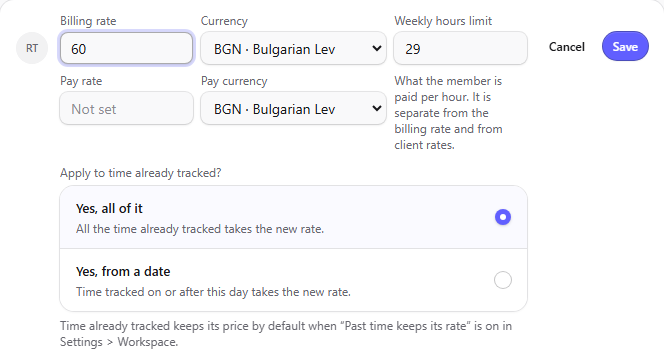 Billing rate
Currency
Weekly hours limit
RT
60
BGN · Bulgarian Lev
29
Cancel
Save
Pay rate
Pay currency
Not set
BGN · Bulgarian Lev
What the member is
paid per hour. It is
separate from the
billing rate and from
client rates.
Apply to time already tracked?
Yes, all of it
All the time already tracked takes the new rate.
Yes, from a date
Time tracked on or after this day takes the new rate.
Time already tracked keeps its price by default when “Past time keeps its rate” is on in
Settings > Workspace.